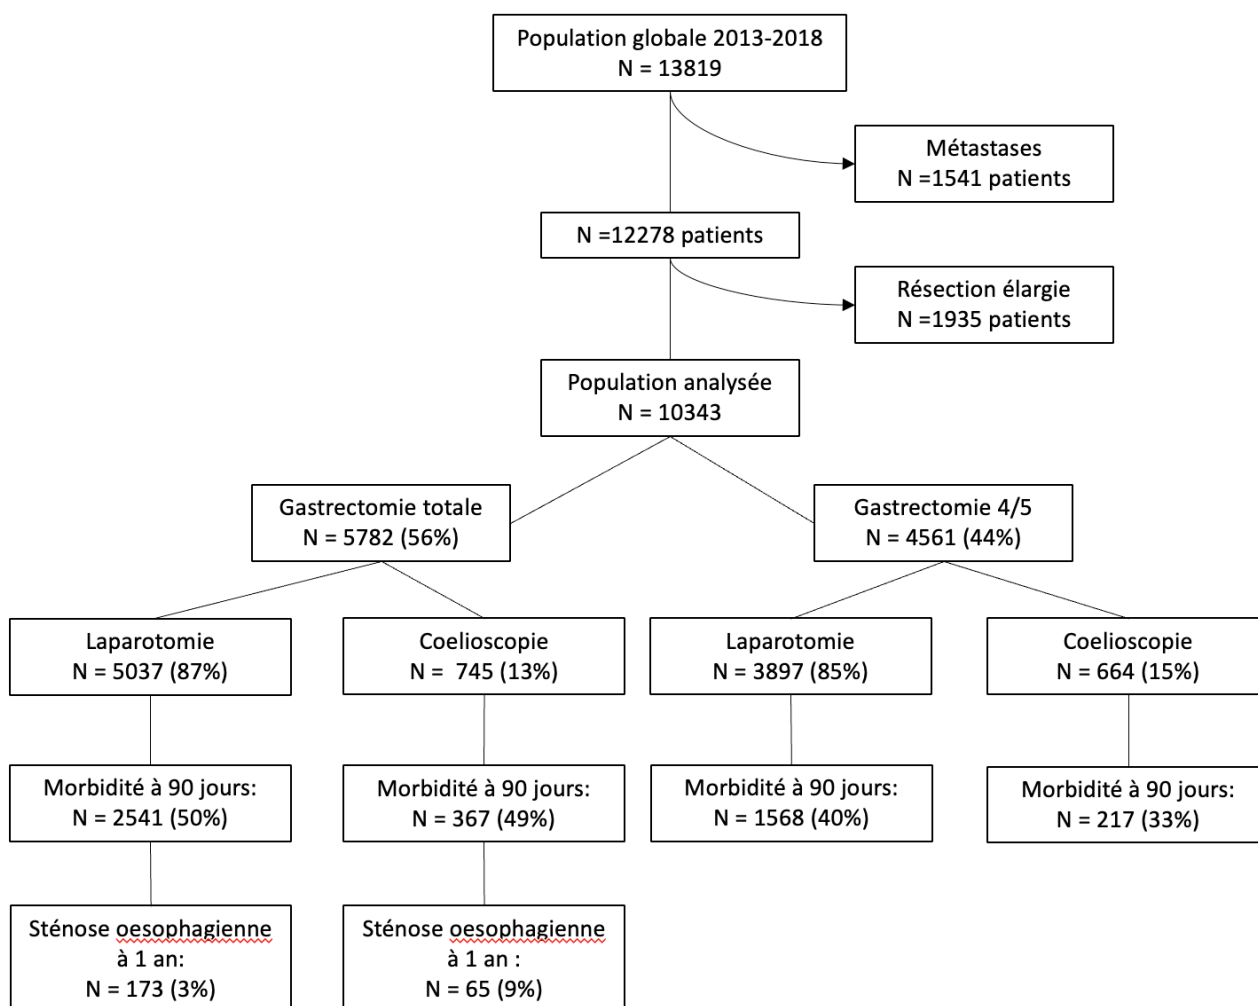 Population globale 2013-2018
N = 13819
Métastases
N =1541 patients
N =12278 patients
Résection élargie
N =1935 patients
Population analysée
N = 10343
Gastrectomie totale
N = 5782 (56%)
Gastrectomie 4/5
N = 4561 (44%)
Laparotomie
N = 5037 (87%)
Coelioscopie
N =  745 (13%)
Laparotomie
N = 3897 (85%)
Coelioscopie
N = 664 (15%)
Morbidité à 90 jours:
N = 2541 (50%)
Morbidité à 90 jours:
N = 367 (49%)
Morbidité à 90 jours:
N = 1568 (40%)
Morbidité à 90 jours:
N = 217 (33%)
Sténose oesophagienne
à 1 an:
N = 173 (3%)
Sténose oesophagienne
à 1 an :
N = 65 (9%)